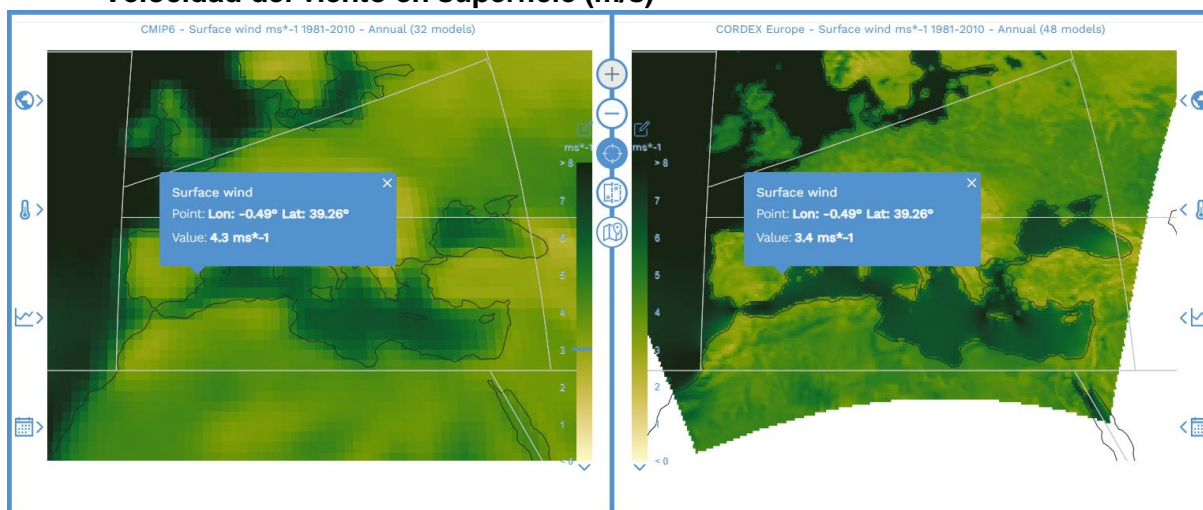 Velocidad del viento en Superficie (m/s)
CMIP6 - Surface wind ms*-1 1981-2010 - Annual (32 models)
Surface wind
Point: Lon: -0.49° Lat: 39.26°
Value: 4.3 ms*-1
ms*-1
> 8
7
6
5
4
3
2
1
< 0
CORDEX Europe - Surface wind ms*-1 1981-2010 - Annual (48 models)
ms*-1
> 8
7
6
5
4
3
2
1
< 0
Surface wind
Point: Lon: -0.49° Lat: 39.26°
Value: 3.4 ms*-1